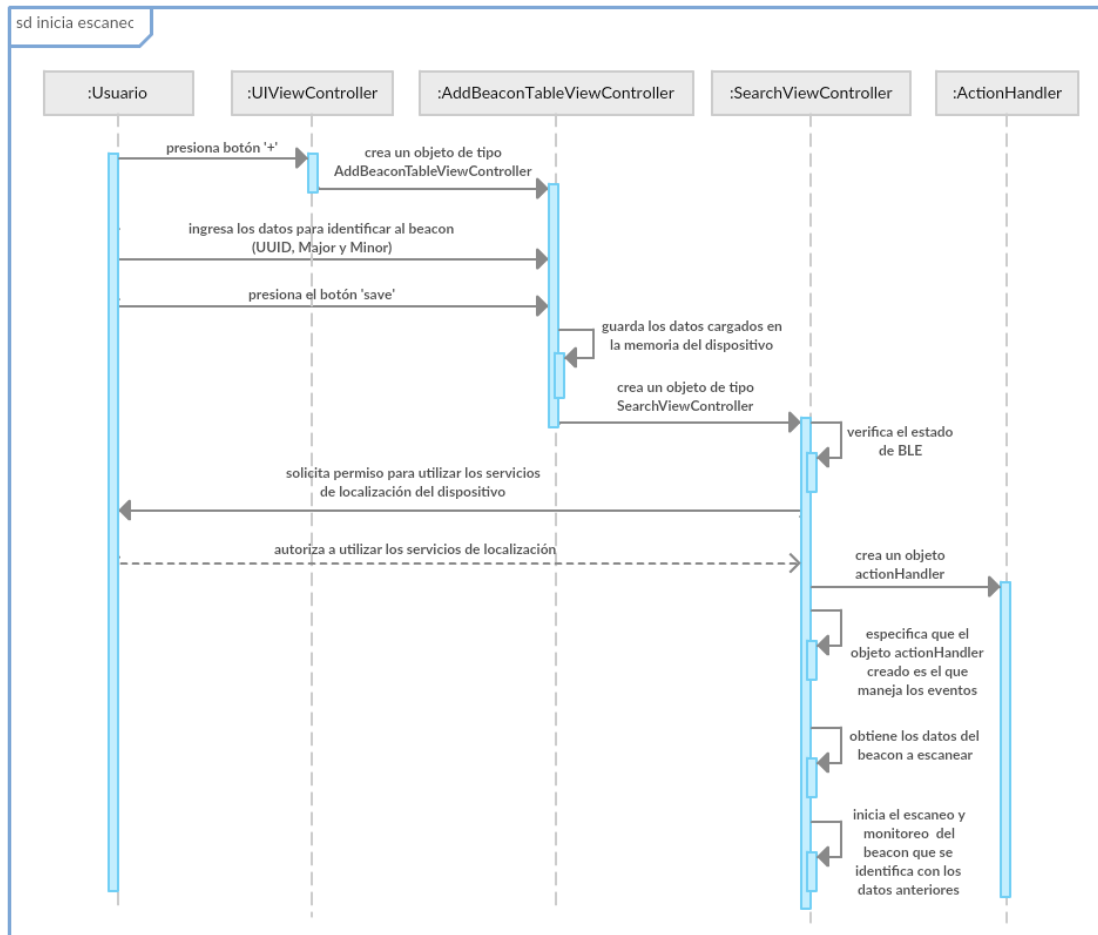 sd inicia escaneo
:Usuario
:UIViewController
:AddBeaconTableViewController
:SearchViewController
:ActionHandler
presiona botón '+'
crea un objeto de tipo
AddBeaconTableViewController
ingresa los datos para identificar al beacon
(UUID, Major y Minor)
presiona el botón 'save'
guarda los datos cargados en
la memoria del dispositivo
crea un objeto de tipo
SearchViewController
verifica el estado
de BLE
solicita permiso para utilizar los servicios
de localización del dispositivo
autoriza a utilizar los servicios de localización
crea un objeto
actionHandler
especifica que el
objeto actionHandler
creado es el que
maneja los eventos
obtiene los datos del
beacon a escanear
inicia el escaneo y
monitoreo del
beacon que se
identifica con los
datos anteriores